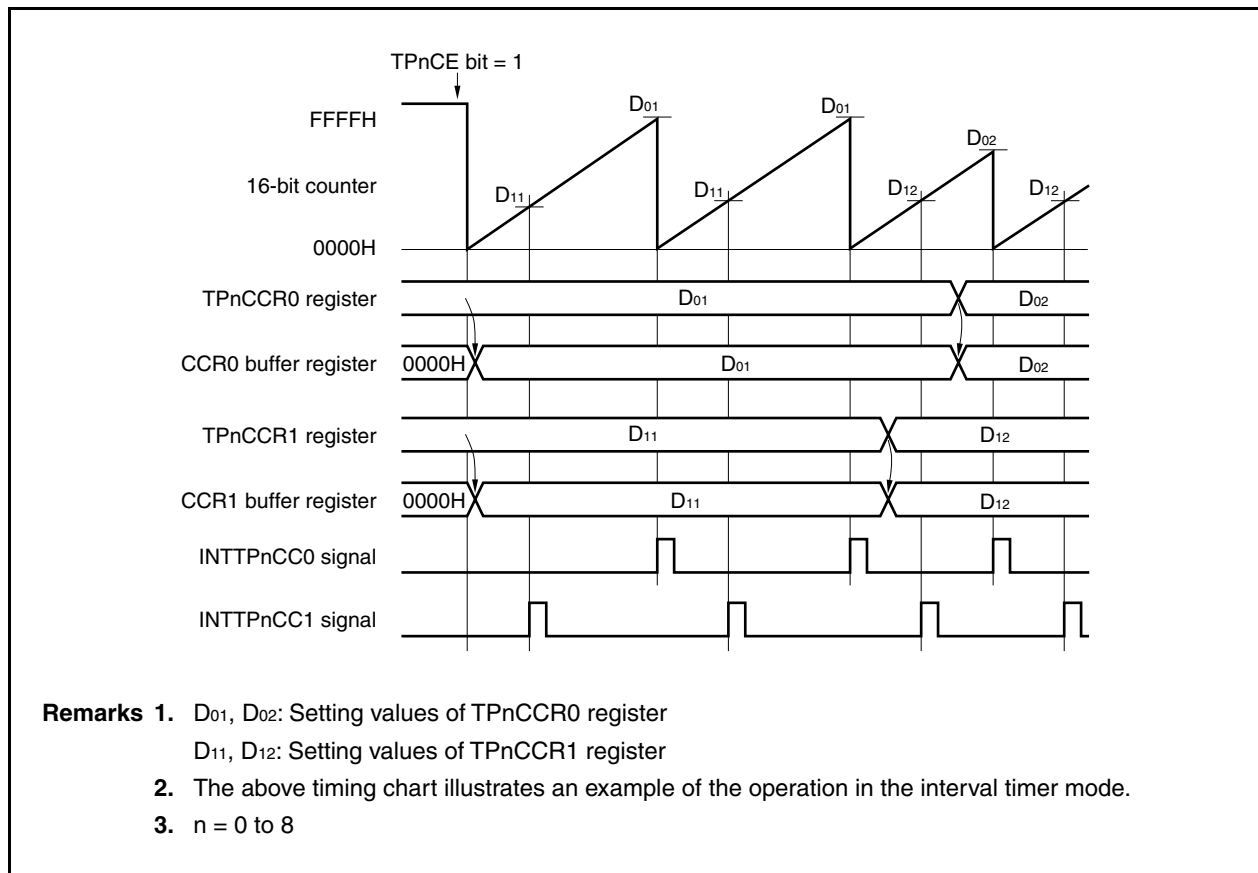 TPnCE bit = 1
D01 D01
FFFFH
D02
16-bit counter
D11 D11 D12 D12
0000H
TPnCCR0 register D01 D02
CCR0 buffer register 0000H D01 D02
TPnCCR1 register D11 D12
CCR1 buffer register 0000H D11 D12
INTTPnCC0 signal
INTTPnCC1 signal
Remarks 1. D01, D02: Setting values of TPnCCR0 register
D11, D12: Setting values of TPnCCR1 register
2. The above timing chart illustrates an example of the operation in the interval timer mode.
3. n = 0 to 8